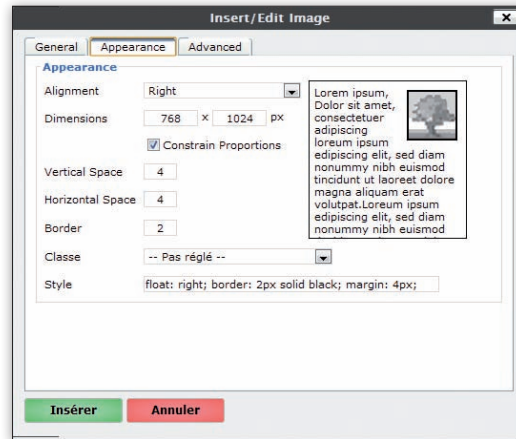 Insert/Edit Image
General Appearance Advanced
Appearance
Alignment Right
Dimensions 768 x 1024 px
Constrain Proportions
Vertical Space 4
Horizontal Space 4
Border 2
Lorem ipsum,
Dolor sit amet,
consectetuer
adipiscing
loreum ipsum
edipiscing elit, sed diam
nonummy nibh euismod
tincidunt ut laoreet dolore
magna aliquam erat
volutpat.Loreum ipsum
edipiscing elit, sed diam
nonummy nibh euismod
Classe -- Pas réglé --
Style float: right; border: 2px solid black; margin: 4px;
Insérer Annuler